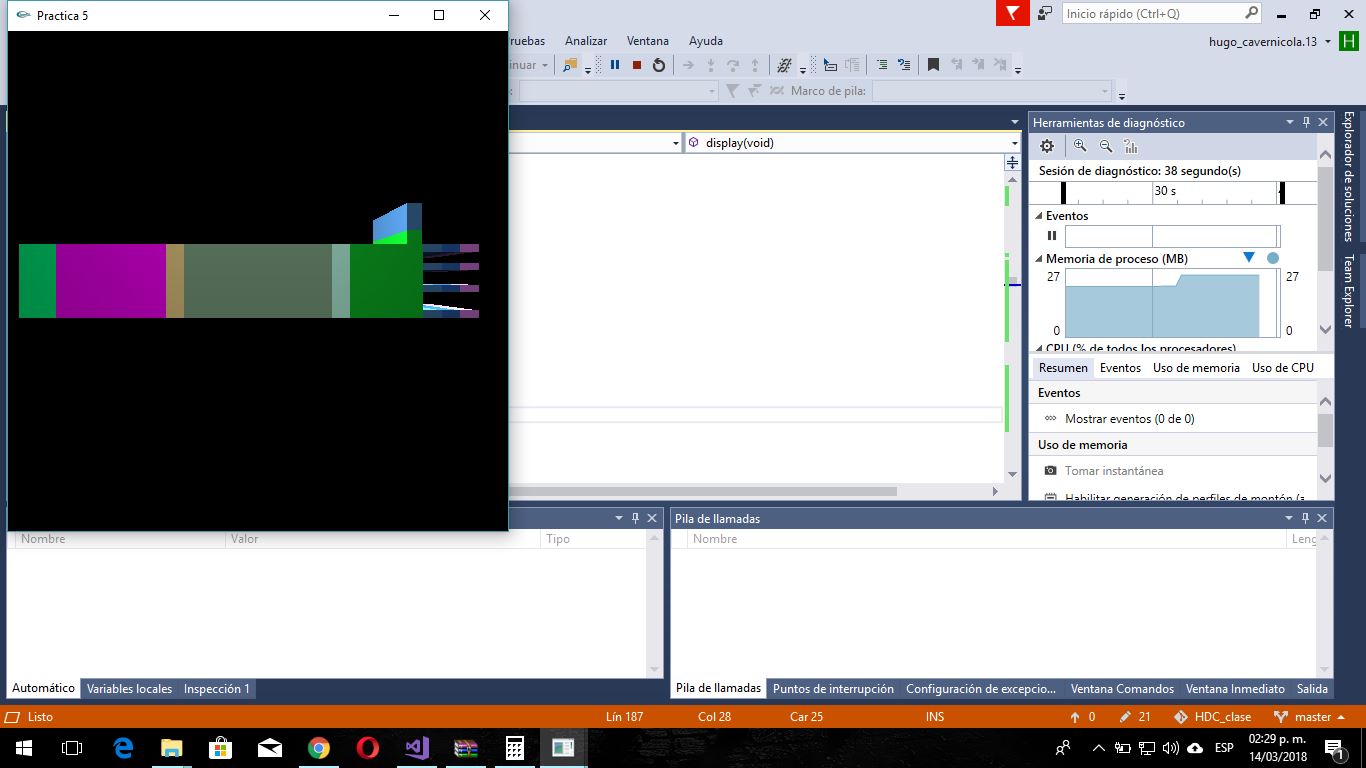 Practica 5
Inicio rápido (Ctrl+Q)
ruebas Analizar Ventana Ayuda
hugo_cavernicola.13 H
nuar
Marco de pila:
display(void)
Herramientas de diagnóstico
Sesión de diagnóstico: 38 segundo(s)
30 s
Eventos
Memoria de proceso (MB)
27 27
0 0
CPU (% de todos los procesadores)
Resumen Eventos Uso de memoria Uso de CPU
Eventos
Mostrar eventos (0 de 0)
Uso de memoria
Tomar instantánea
Habilitar generación de perfiles de montón (a
Explorador de soluciones
Team Explorer
Nombre Valor Tipo
Pila de llamadas
Nombre Leng
Automático Variables locales Inspección 1
Pila de llamadas Puntos de interrupción Configuración de excepcio... Ventana Comandos Ventana Inmediato Salida
Listo Lín 187 Col 28 Car 25 INS 0 21 HDC_clase master
ESP
02:29 p. m.
14/03/2018
1